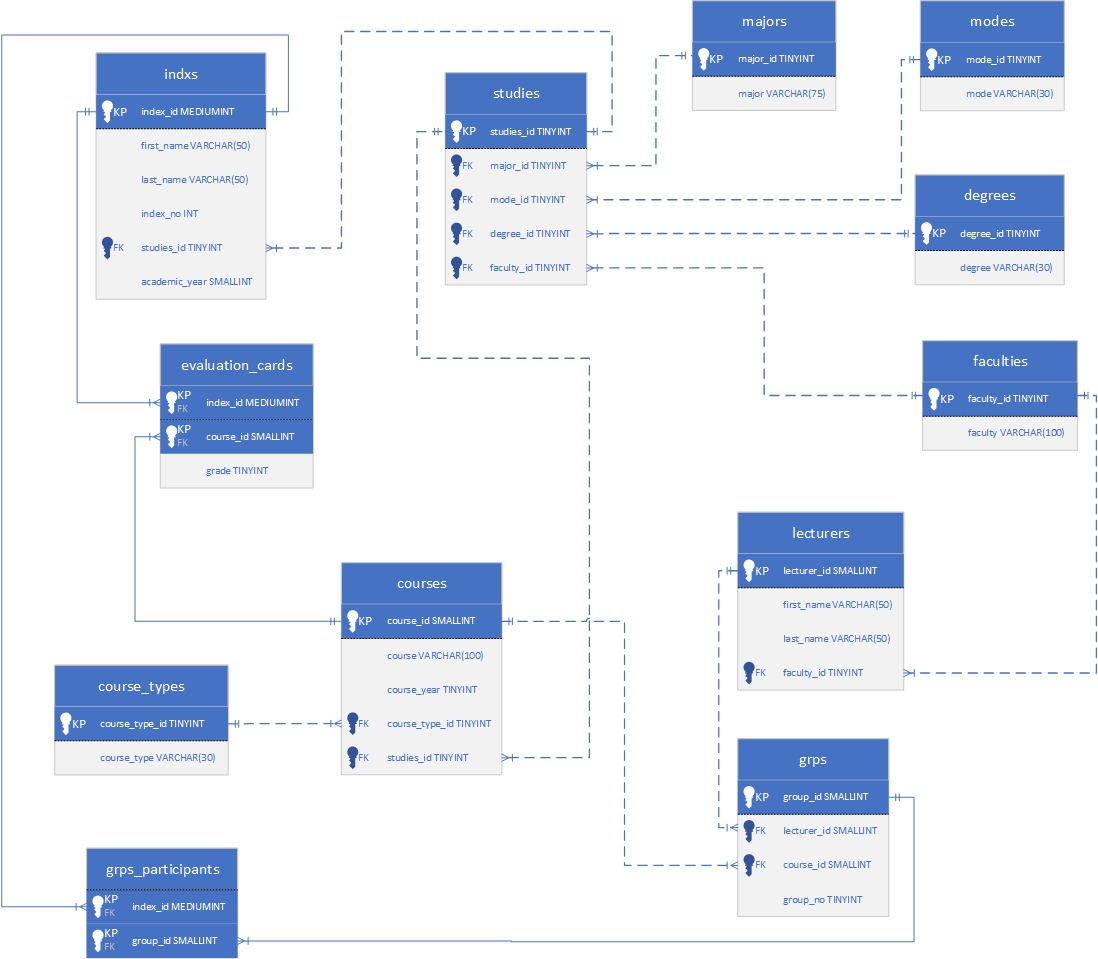 majors
KP major_id TINYINT
major VARCHAR(75)
modes
KP mode_id TINYINT
mode VARCHAR(30)
indxs
KP index_id MEDIUMINT
first_name VARCHAR(50)
last_name VARCHAR(50)
index_no INT
FK studies_id TINYINT
academic_year SMALLINT
studies
KP studies_id TINYINT
FK major_id TINYINT
FK mode_id TINYINT
FK degree_id TINYINT
FK faculty_id TINYINT
degrees
KP degree_id TINYINT
degree VARCHAR(30)
evaluation_cards
KP
FK index_id MEDIUMINT
KP
FK course_id SMALLINT
grade TINYINT
faculties
KP faculty_id TINYINT
faculty VARCHAR(100)
lecturers
KP lecturer_id SMALLINT
first_name VARCHAR(50)
last_name VARCHAR(50)
FK faculty_id TINYINT
courses
KP course_id SMALLINT
course VARCHAR(100)
course_year TINYINT
FK course_type_id TINYINT
FK studies_id TINYINT
course_types
KP course_type_id TINYINT
course_type VARCHAR(30)
grps
KP group_id SMALLINT
FK lecturer_id SMALLINT
FK course_id SMALLINT
group_no TINYINT
grps_participants
KP
FK index_id MEDIUMINT
KP
FK group_id SMALLINT